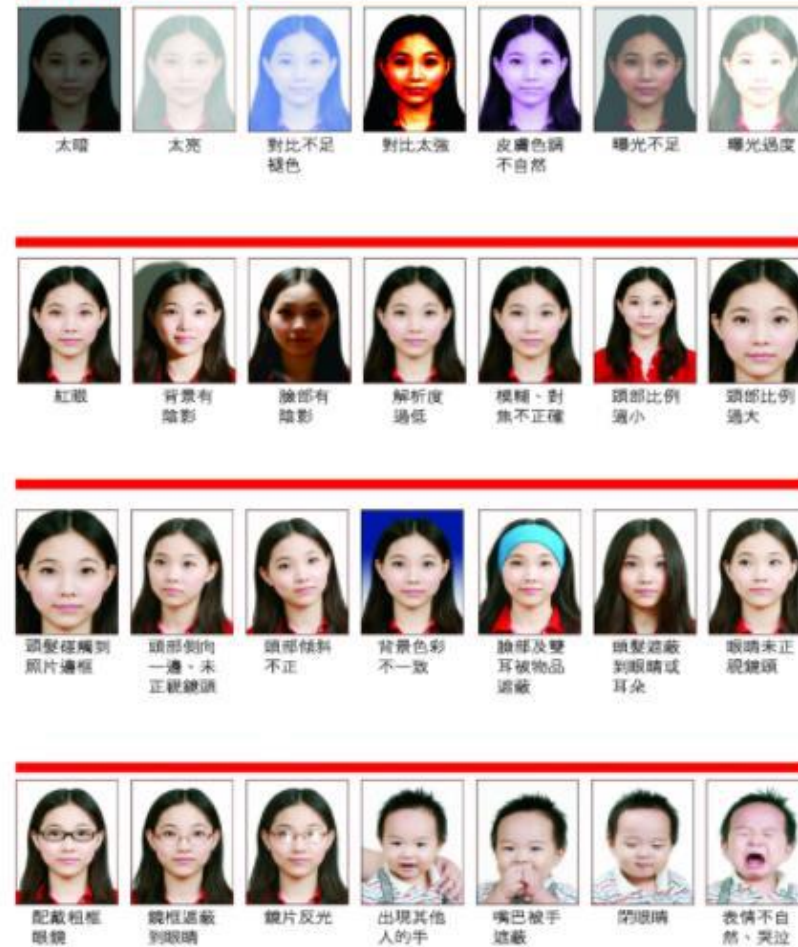 太暗
太亮
對比不足
褪色
對比太強
皮膚色調
不自然
曝光不足
曝光過度
紅眼
背景有
陰影
臉部有
陰影
解析度
過低
模糊、對
焦不正確
頭部比例
過小
頭部比例
過大
頭髮碰觸到
照片邊框
頭部側向
一邊、未
正視鏡頭
頭部傾斜
不正
背景色彩
不一致
臉部及雙
耳被物品
遮蔽
頭髮遮蔽
到眼睛或
耳朵
眼睛未正
視鏡頭
配戴粗框
眼鏡
鏡框遮蔽
到眼睛
鏡片反光
出現其他
人的手
嘴巴被手
遮蔽
閉眼睛
表情不自
然、哭泣